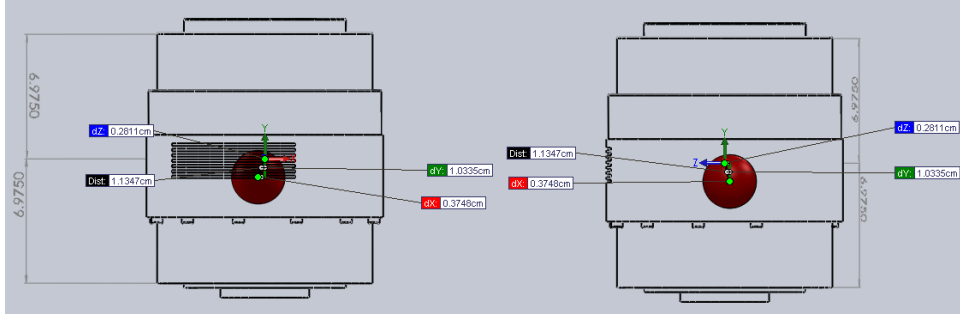 6.9750
6.9750
dZ: 0.2811cm
Y
Dist: 1.1347cm
dY: 1.0335cm
dX: 0.3748cm
6.9750
6.9750
dZ: 0.2811cm
Y
Z
Dist: 1.1347cm
dY: 1.0335cm
dX: 0.3748cm